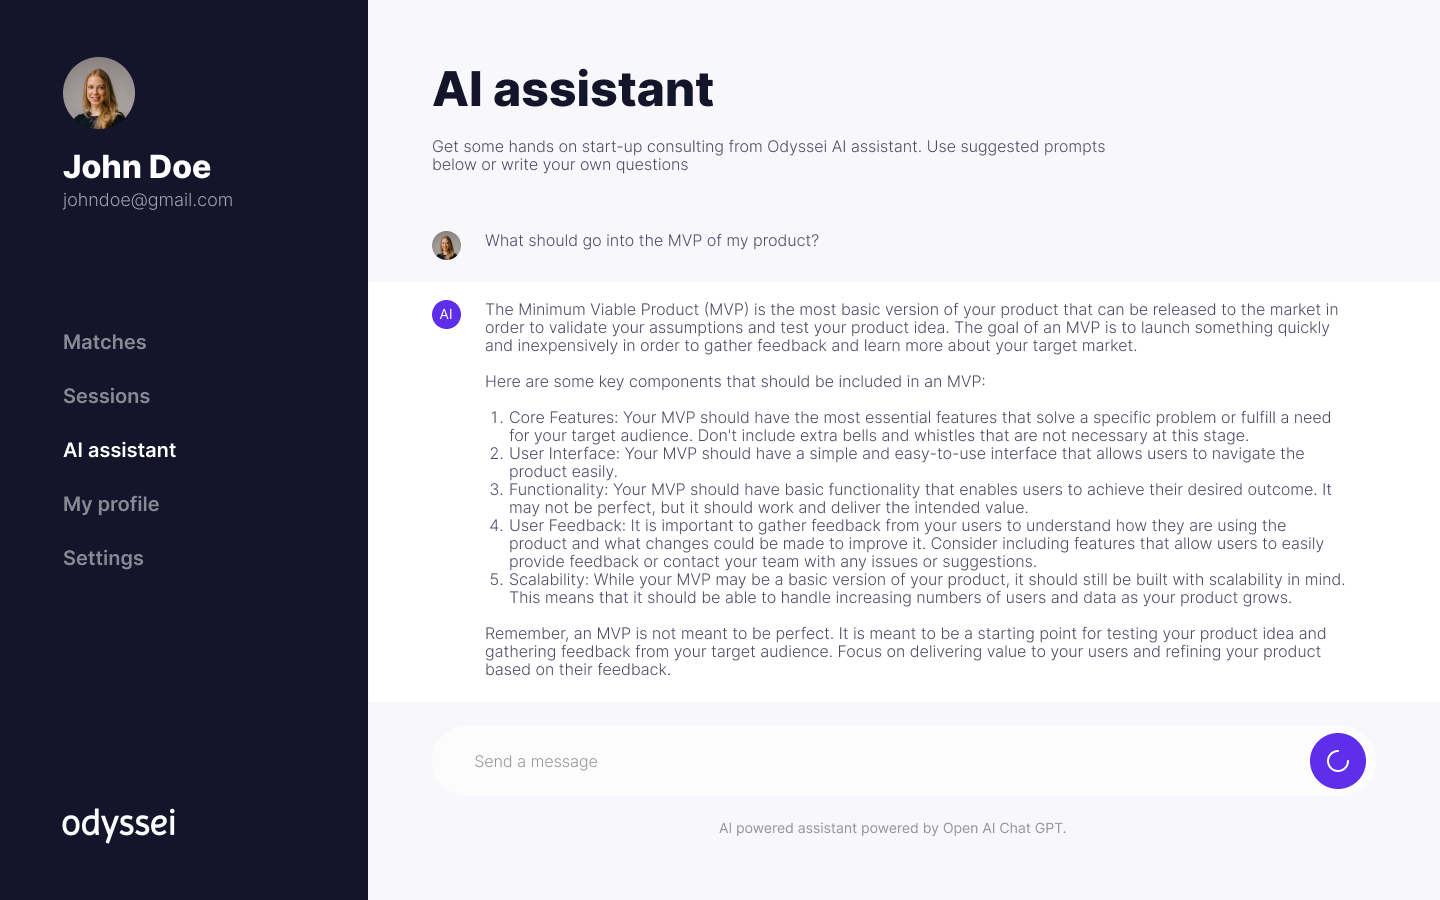 John Doe
johndoe@gmail.com
Matches
Sessions
AI assistant
My profile
Settings
odyssei
AI assistant
Get some hands on start-up consulting from Odyssei AI assistant. Use suggested prompts
below or write your own questions
What should go into the MVP of my product?
AI
The Minimum Viable Product (MVP) is the most basic version of your product that can be released to the market in
order to validate your assumptions and test your product idea. The goal of an MVP is to launch something quickly
and inexpensively in order to gather feedback and learn more about your target market.
Here are some key components that should be included in an MVP:
1. Core Features: Your MVP should have the most essential features that solve a specific problem or fulfill a need
for your target audience. Don't include extra bells and whistles that are not necessary at this stage.
2. User Interface: Your MVP should have a simple and easy-to-use interface that allows users to navigate the
product easily.
3. Functionality: Your MVP should have basic functionality that enables users to achieve their desired outcome. It
may not be perfect, but it should work and deliver the intended value.
4. User Feedback: It is important to gather feedback from your users to understand how they are using the
product and what changes could be made to improve it. Consider including features that allow users to easily
provide feedback or contact your team with any issues or suggestions.
5. Scalability: While your MVP may be a basic version of your product, it should still be built with scalability in mind.
This means that it should be able to handle increasing numbers of users and data as your product grows.
Remember, an MVP is not meant to be perfect. It is meant to be a starting point for testing your product idea and
gathering feedback from your target audience. Focus on delivering value to your users and refining your product
based on their feedback.
Send a message
AI powered assistant powered by Open AI Chat GPT.